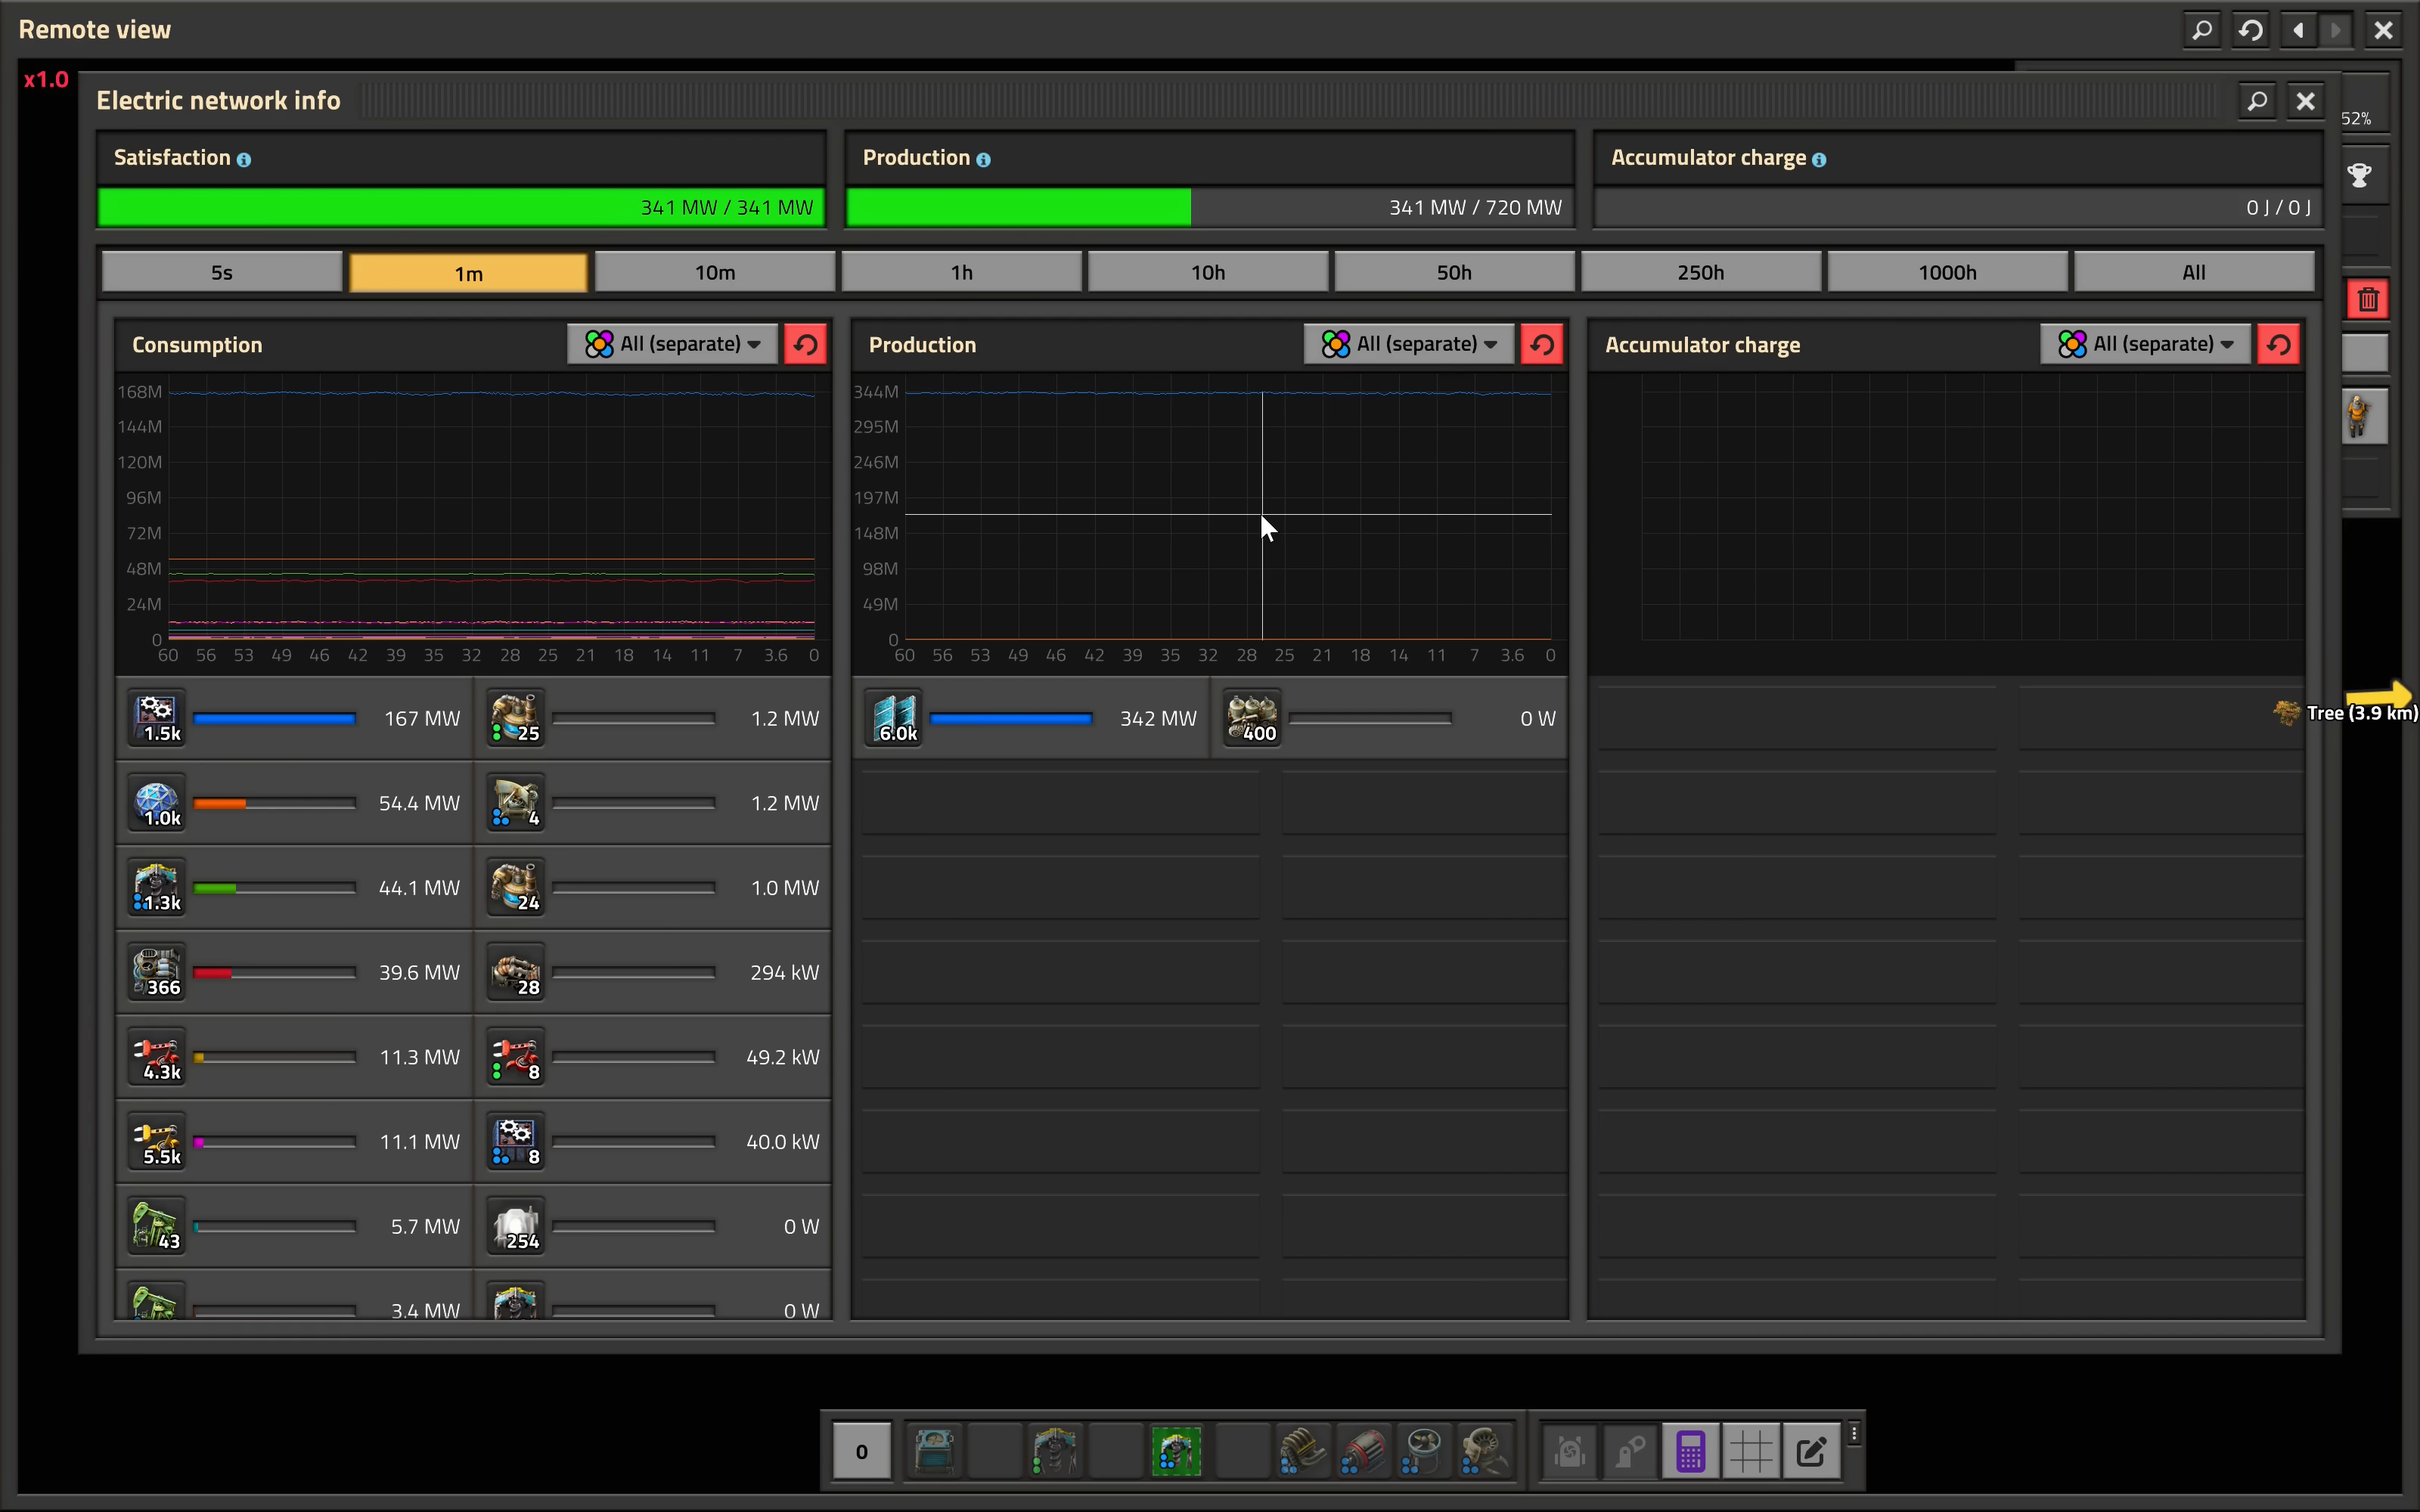 Remote view
x1.0
Electric network info
52%
Satisfaction
Production
Accumulator charge
341 MW / 341 MW
341 MW / 720 MW
0 J / 0 J
5s 1m 10m 1h 10h 50h 250h 1000h All
Consumption
All (separate)
168M
144M
120M
96M
72M
48M
24M
0
60 56 53 49 46 42 39 35 32 28 25 21 18 14 11 7 3.6 0
1.5k 167 MW 25 1.2 MW
1.0k 54.4 MW 4 1.2 MW
1.3k 44.1 MW 24 1.0 MW
366 39.6 MW 28 294 kW
4.3k 11.3 MW 8 49.2 kW
5.5k 11.1 MW 8 40.0 kW
43 5.7 MW 254 0 W
3.4 MW 0 W
Production
All (separate)
344M
295M
246M
197M
148M
98M
49M
0
60 56 53 49 46 42 39 35 32 28 25 21 18 14 11 7 3.6 0
6.0k 342 MW 400 0 W
Accumulator charge
All (separate)
Tree (3.9 km)
0